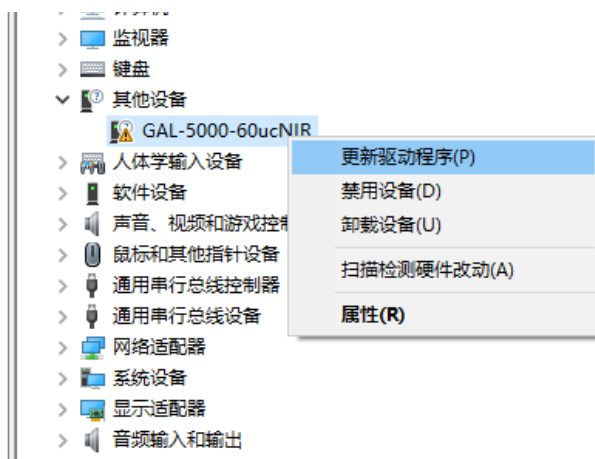 监视器
键盘
其他设备
GAL-5000-60ucNIR
更新驱动程序(P)
人体学输入设备
禁用设备(D)
软件设备
卸载设备(U)
声音、视频和游戏控
鼠标和其他指针设备
扫描检测硬件改动(A)
通用串行总线控制器
属性(R)
通用串行总线设备
网络适配器
系统设备
显示适配器
音频输入和输出